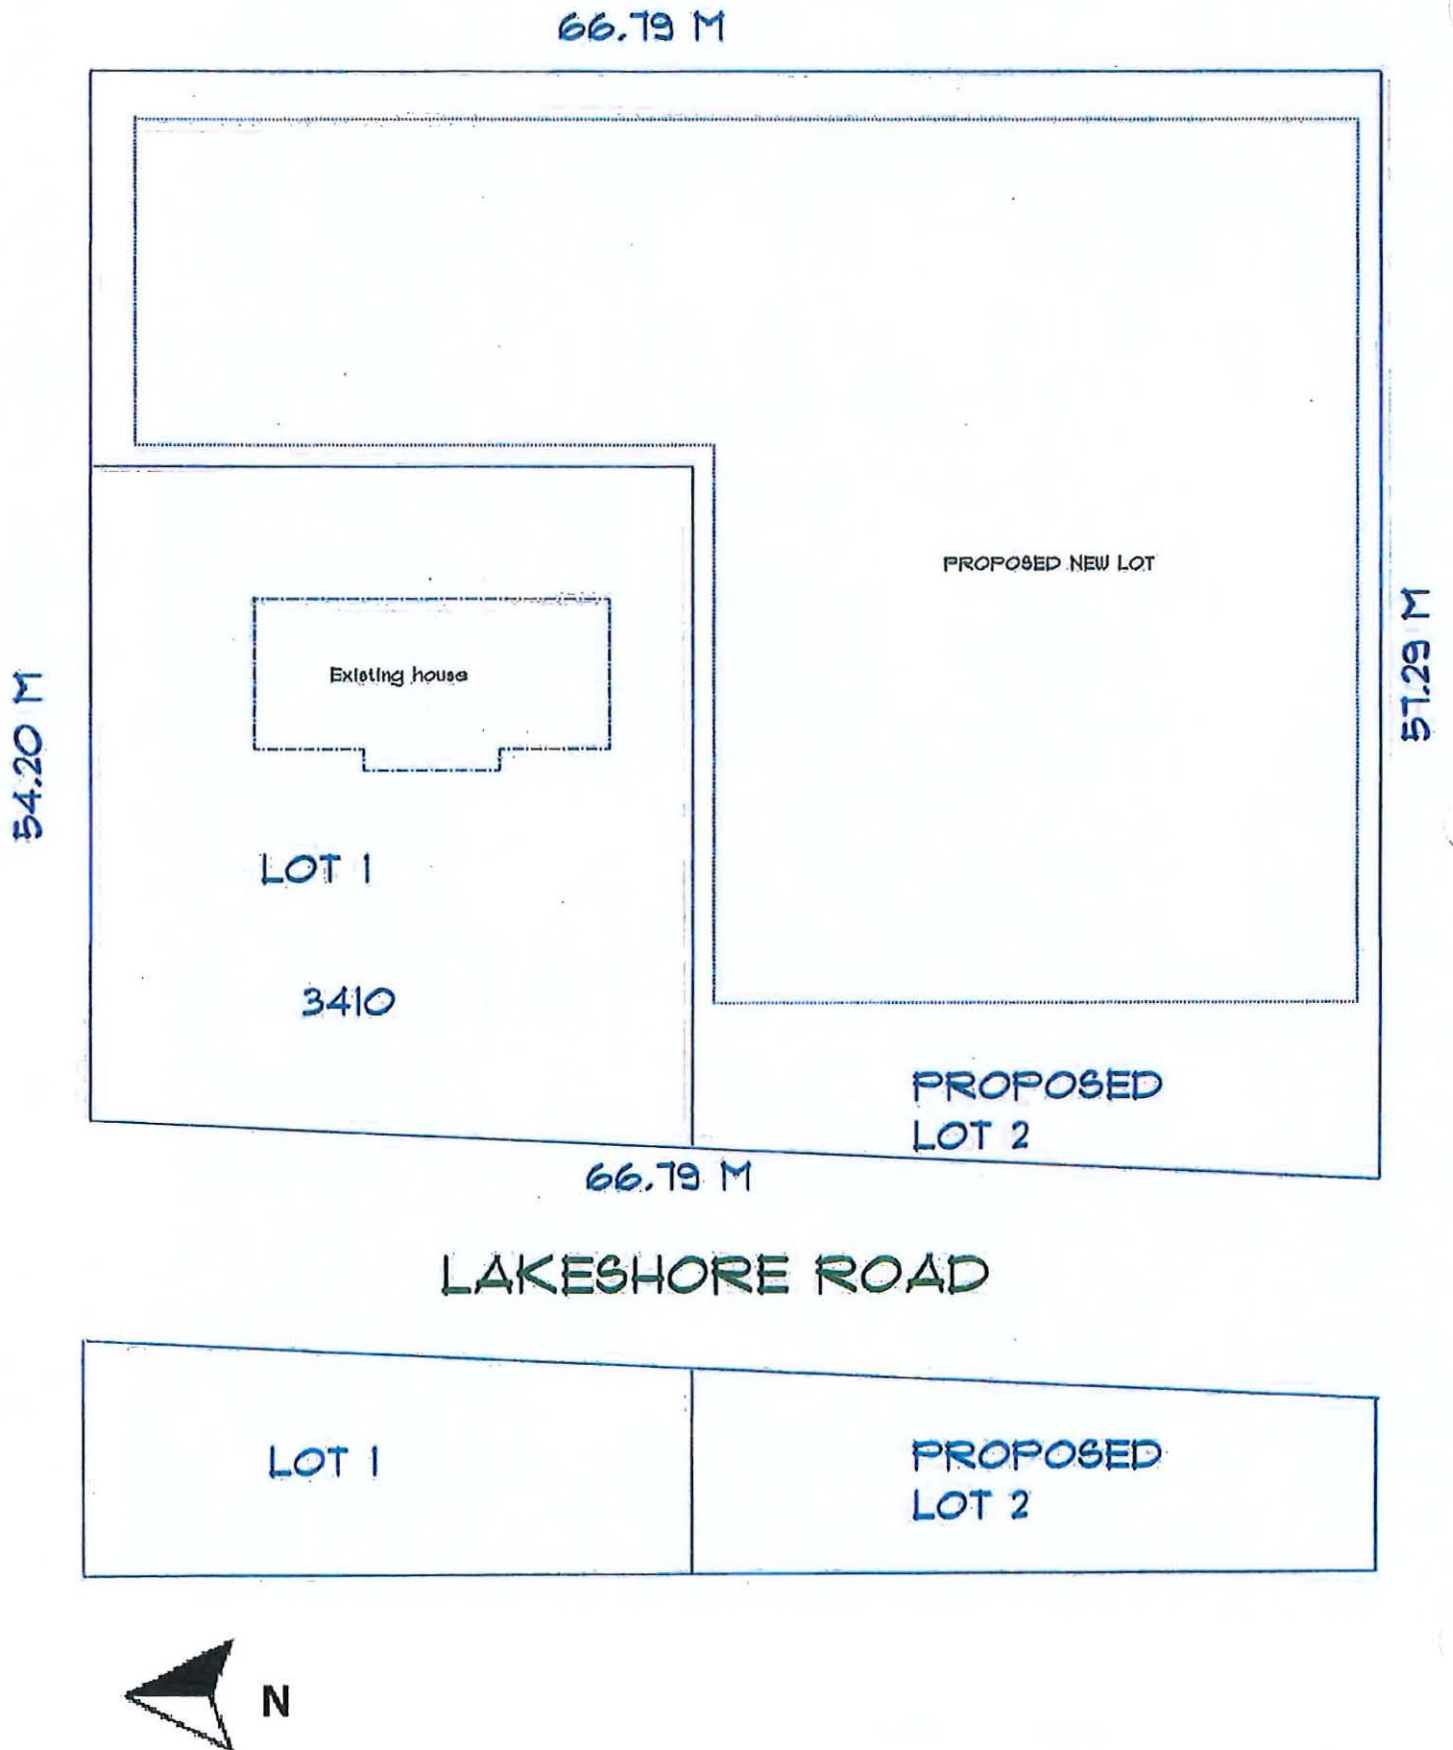 66.79 M
PROPOSED NEW LOT
57.29 M
Existing house
54.20 M
LOT 1
3410
PROPOSED
LOT 2
66.79 M
LAKESHORE ROAD
LOT 1
PROPOSED
LOT 2
N